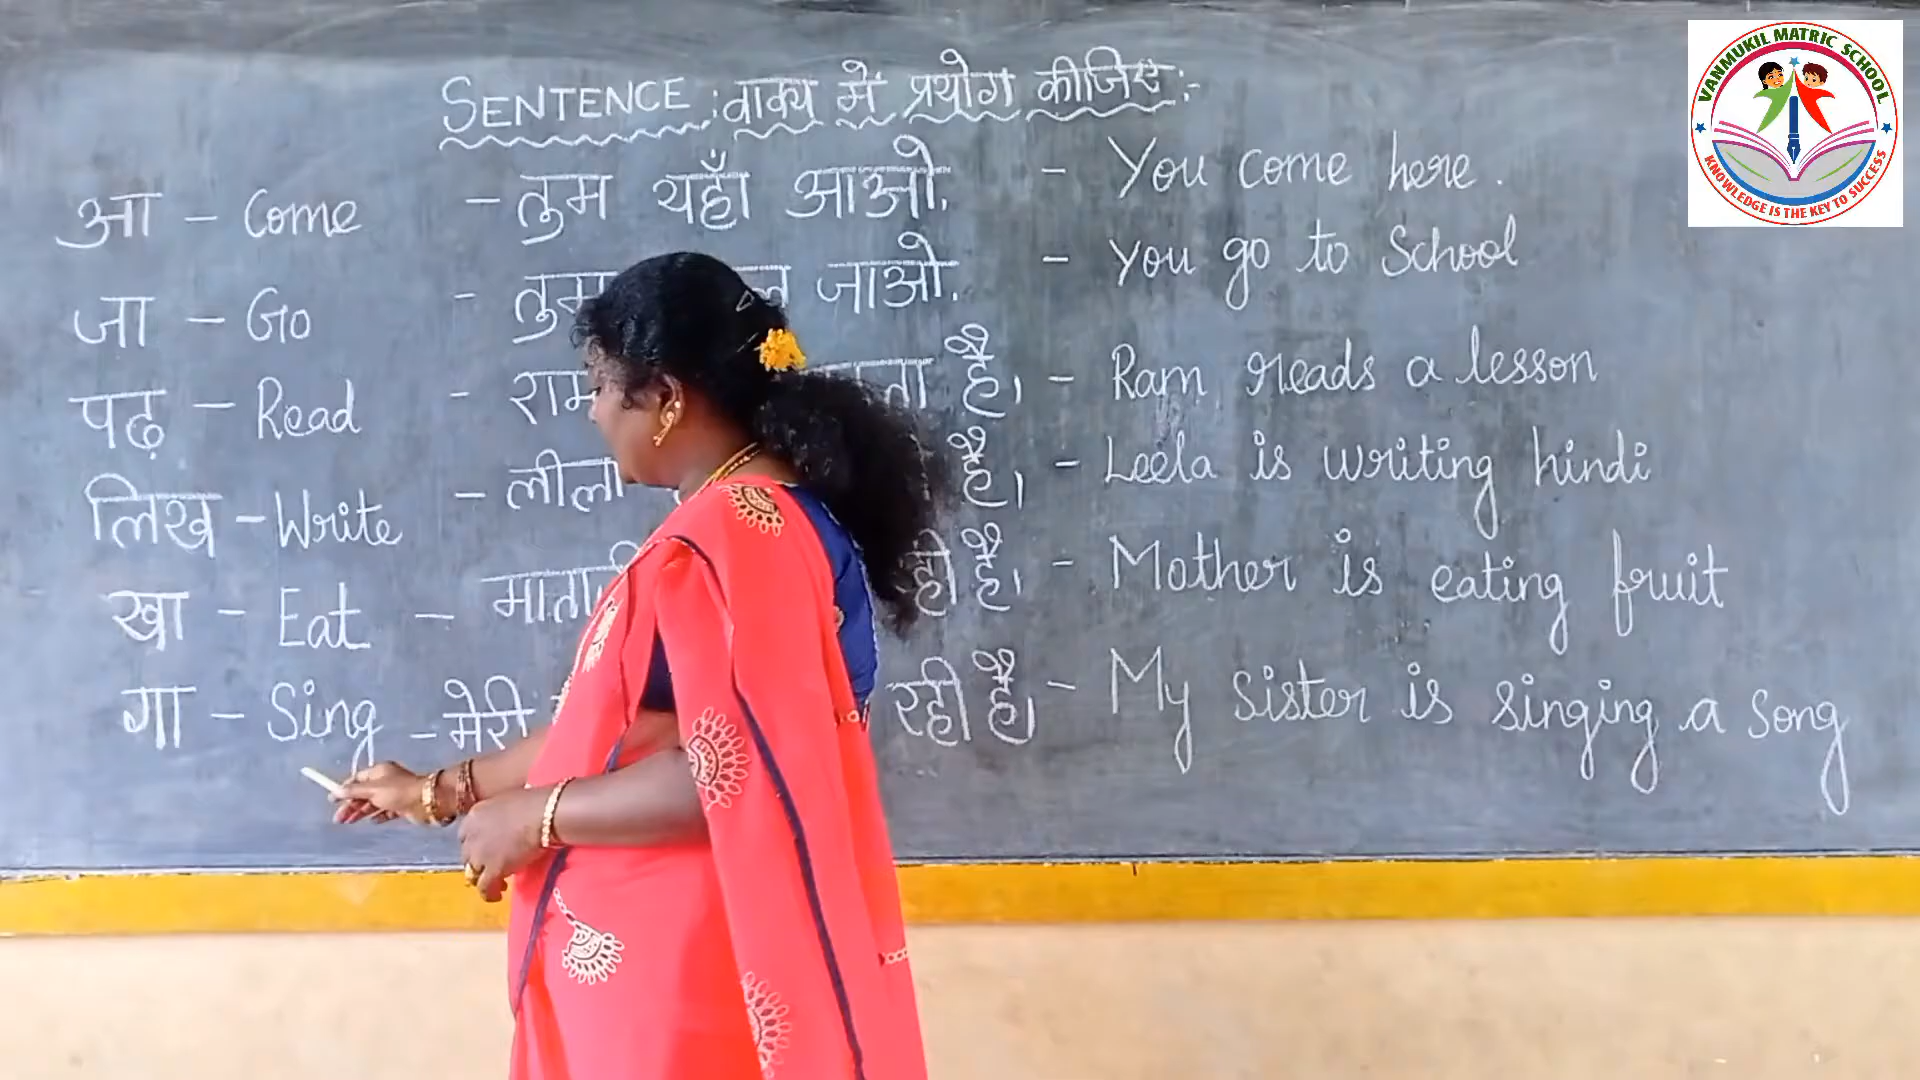 SENTENCE : वाक्य में प्रयोग कीजिए :-
आ - Come - तुम यहाँ आओ. - You come here.
जा - Go - तुम जाओ. - You go to School
पढ़ - Read - राम है। - Ram reads a lesson
लिख - Write - लीला है। - Leela is writing hindi
खा - Eat - है। - Mother is eating fruit
गा - Sing - मेरी रही है। - My sister is singing a song
VANMUKIL MATRIC SCHOOL
KNOWLEDGE IS THE KEY TO SUCCESS